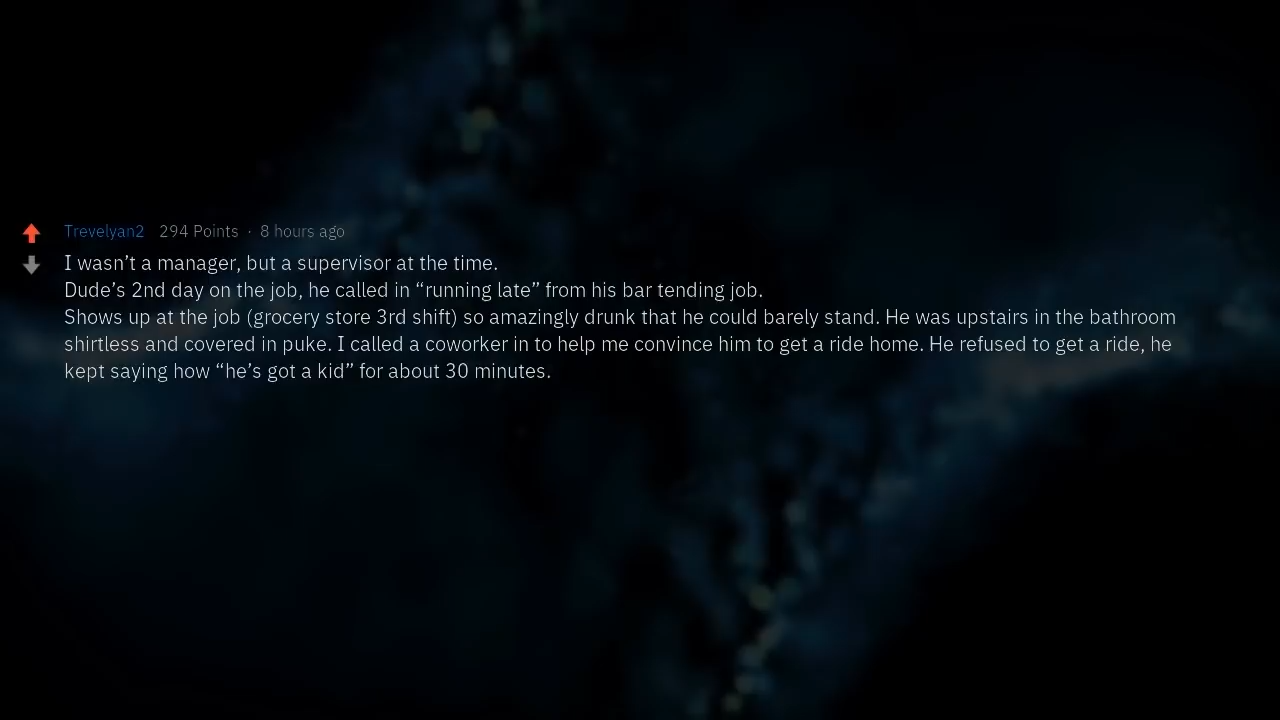 Trevelyan2 294 Points · 8 hours ago
I wasn’t a manager, but a supervisor at the time.
Dude’s 2nd day on the job, he called in “running late” from his bar tending job.
Shows up at the job (grocery store 3rd shift) so amazingly drunk that he could barely stand. He was upstairs in the bathroom
shirtless and covered in puke. I called a coworker in to help me convince him to get a ride home. He refused to get a ride, he
kept saying how “he’s got a kid” for about 30 minutes.